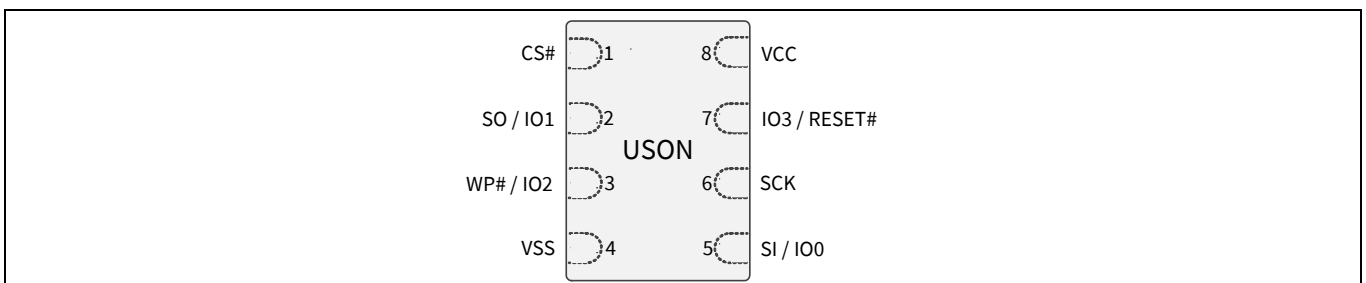 CS# 1 8 VCC
SO / IO1 2 7 IO3 / RESET#
USON
WP# / IO2 3 6 SCK
VSS 4 5 SI / IO0